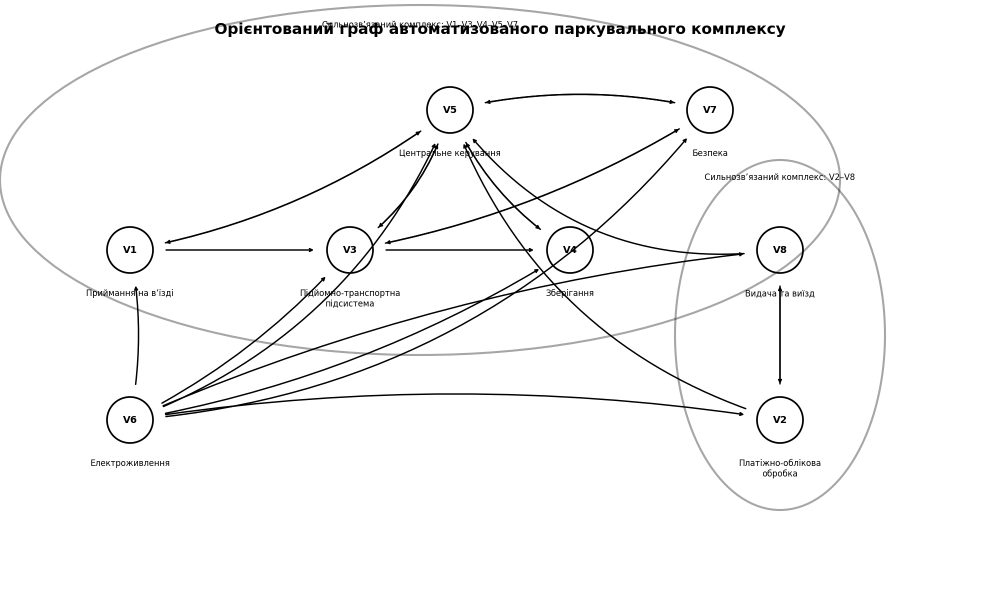 Сильнозв’язаний комплекс: V1–V3–V4–V5–V7
Орієнтований граф автоматизованого паркувального комплексу
V5
V7
Центральне керування
Безпека
Сильнозв’язаний комплекс: V2–V8
V1
V3
V4
V8
Приймання на в’їзді
Підйомно-транспортна
підсистема
Зберігання
Видача та виїзд
V6
V2
Електроживлення
Платіжно-облікова
обробка